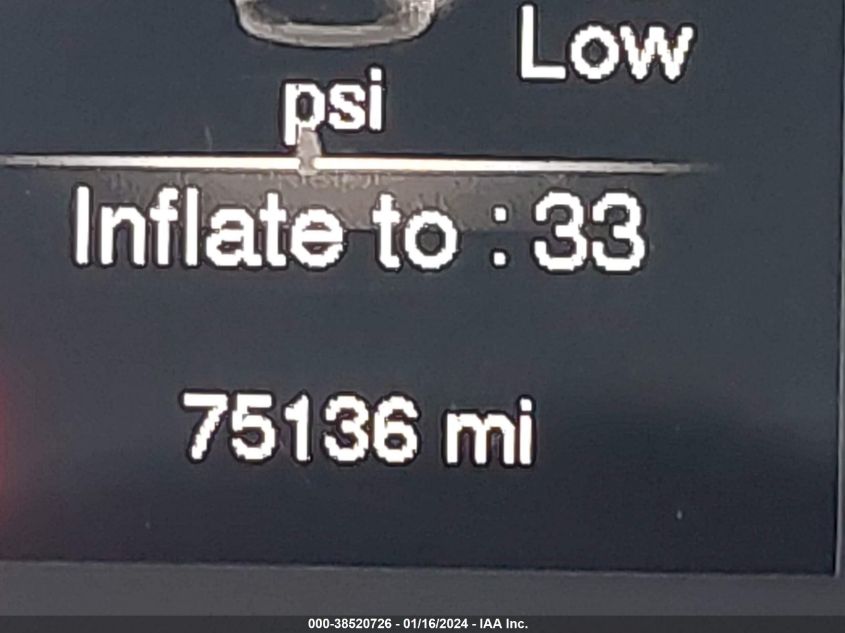 Low
psi
Inflate to : 33
75136 mi
000-38520726 - 01/16/2024 - IAA Inc.